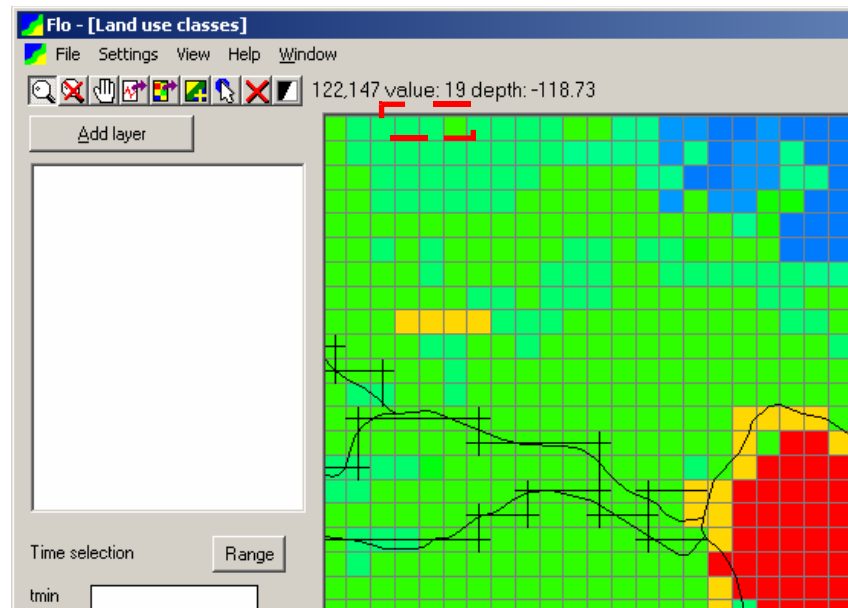 Flo - [Land use classes]
File Settings View Help Window
122,147 value: 19 depth: -118.73
Add layer
Time selection Range
tmin